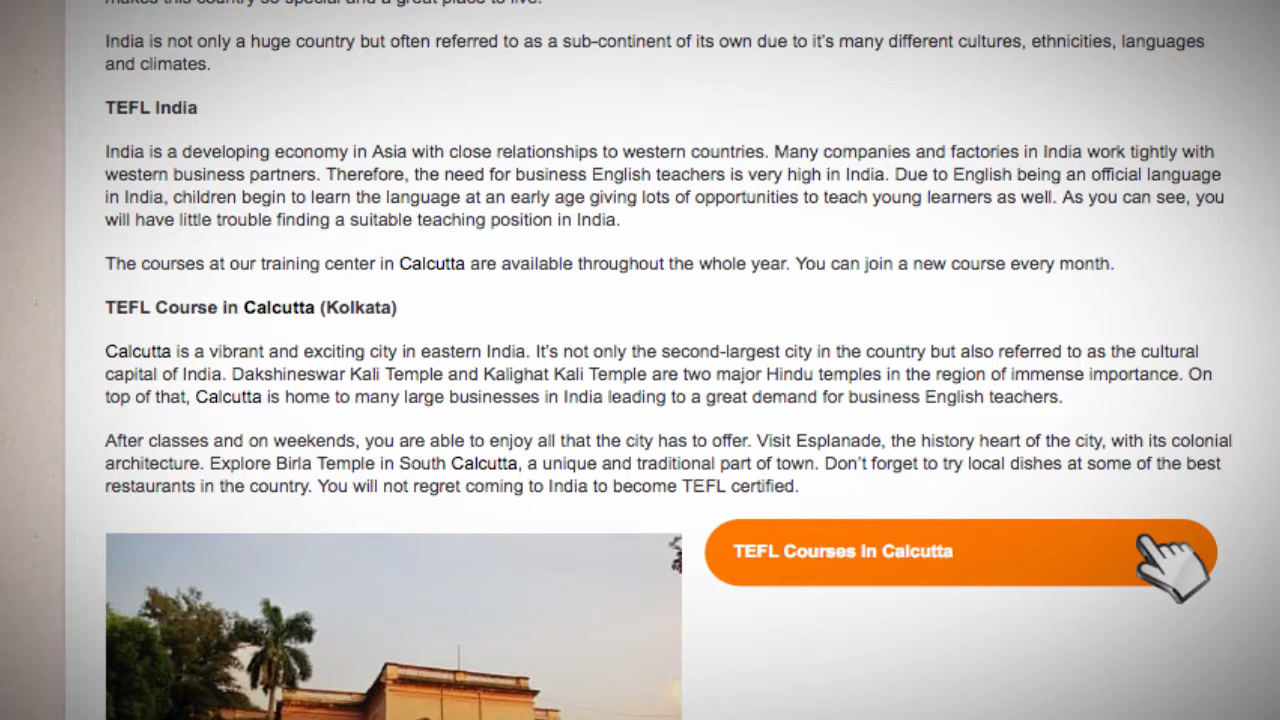 makes this country so special and a great place to live.
India is not only a huge country but often referred to as a sub-continent of its own due to it's many different cultures, ethnicities, languages
and climates.
TEFL India
India is a developing economy in Asia with close relationships to western countries. Many companies and factories in India work tightly with
western business partners. Therefore, the need for business English teachers is very high in India. Due to English being an official language
in India, children begin to learn the language at an early age giving lots of opportunities to teach young learners as well. As you can see, you
will have little trouble finding a suitable teaching position in India.
The courses at our training center in Calcutta are available throughout the whole year. You can join a new course every month.
TEFL Course in Calcutta (Kolkata)
Calcutta is a vibrant and exciting city in eastern India. It's not only the second-largest city in the country but also referred to as the cultural
capital of India. Dakshineswar Kali Temple and Kalighat Kali Temple are two major Hindu temples in the region of immense importance. On
top of that, Calcutta is home to many large businesses in India leading to a great demand for business English teachers.
After classes and on weekends, you are able to enjoy all that the city has to offer. Visit Esplanade, the history heart of the city, with its colonial
architecture. Explore Birla Temple in South Calcutta, a unique and traditional part of town. Don't forget to try local dishes at some of the best
restaurants in the country. You will not regret coming to India to become TEFL certified.
TEFL Courses in Calcutta